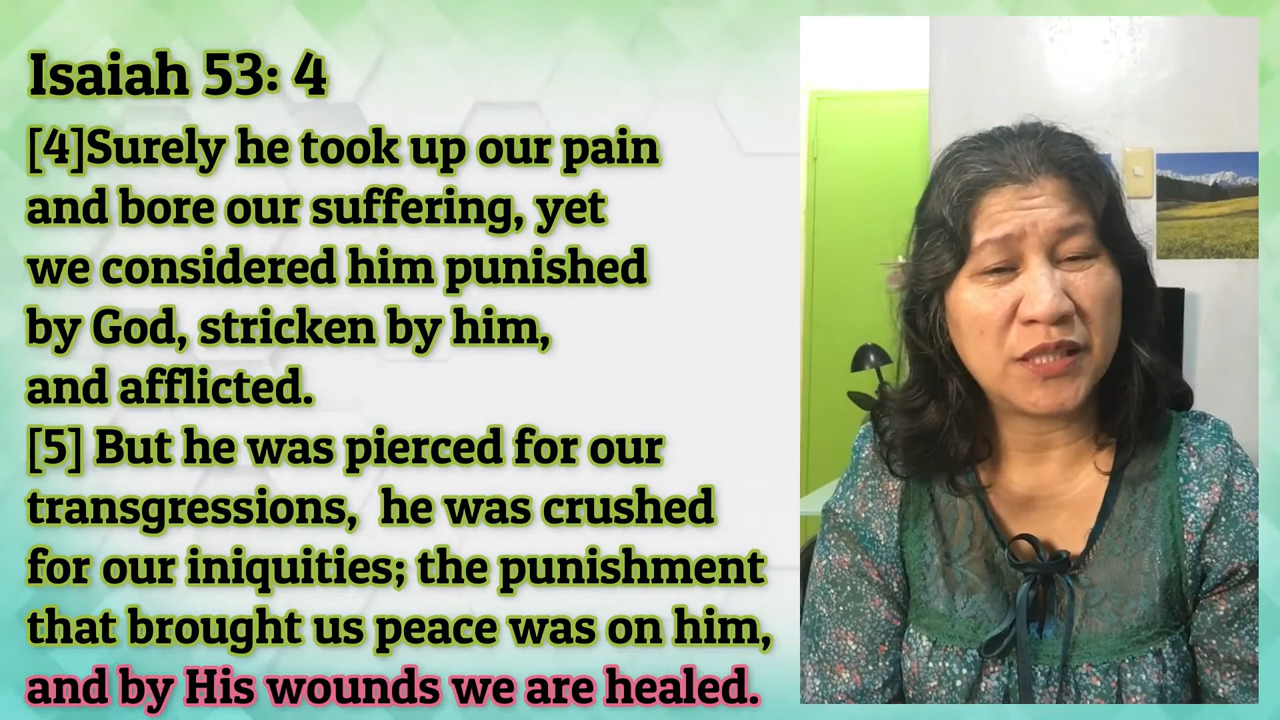 Isaiah 53: 4
[4]Surely he took up our pain
and bore our suffering, yet
we considered him punished
by God, stricken by him,
and afflicted.
[5] But he was pierced for our
transgressions,  he was crushed
for our iniquities; the punishment
that brought us peace was on him,
and by His wounds we are healed.